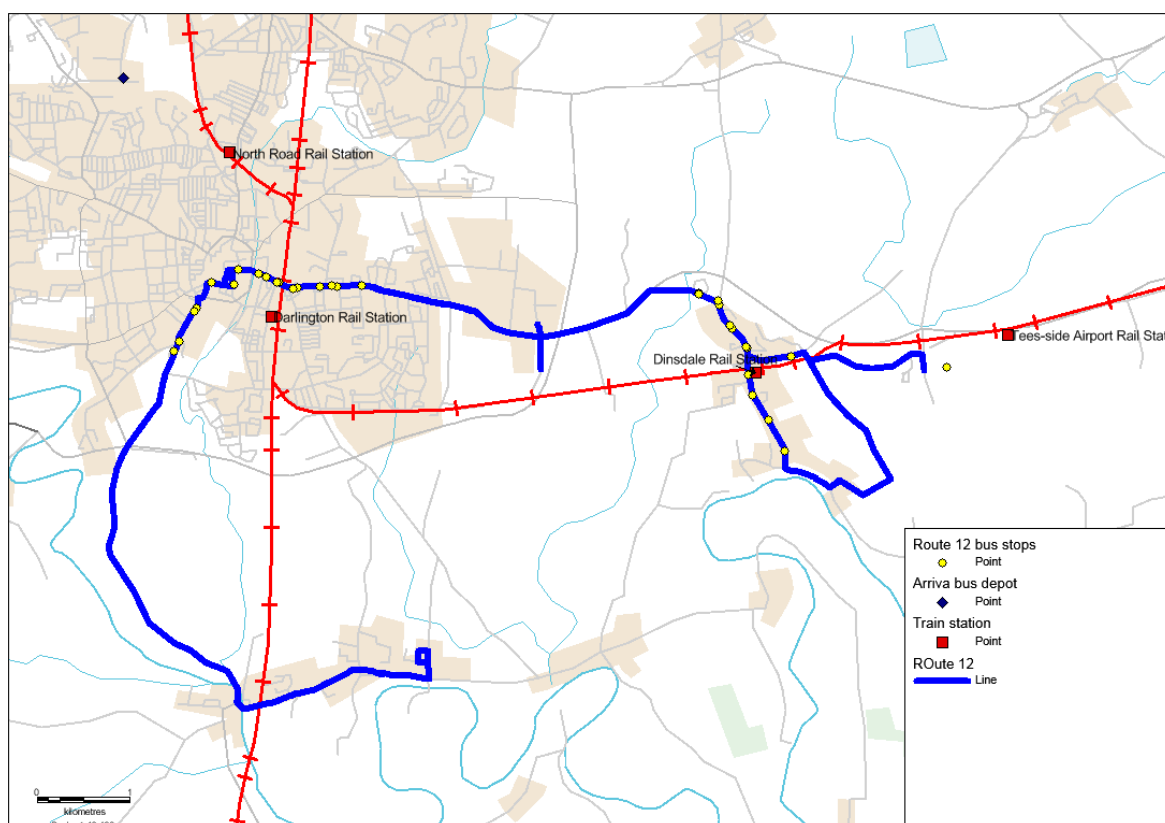 North Road Rail Station
Darlington Rail Station
Tees-side Airport Rail Stat
Dinsdale Rail Station
Route 12 bus stops
Point
Arriva bus depot
Point
Train station
Point
ROute 12
Line
0 1
kilometres